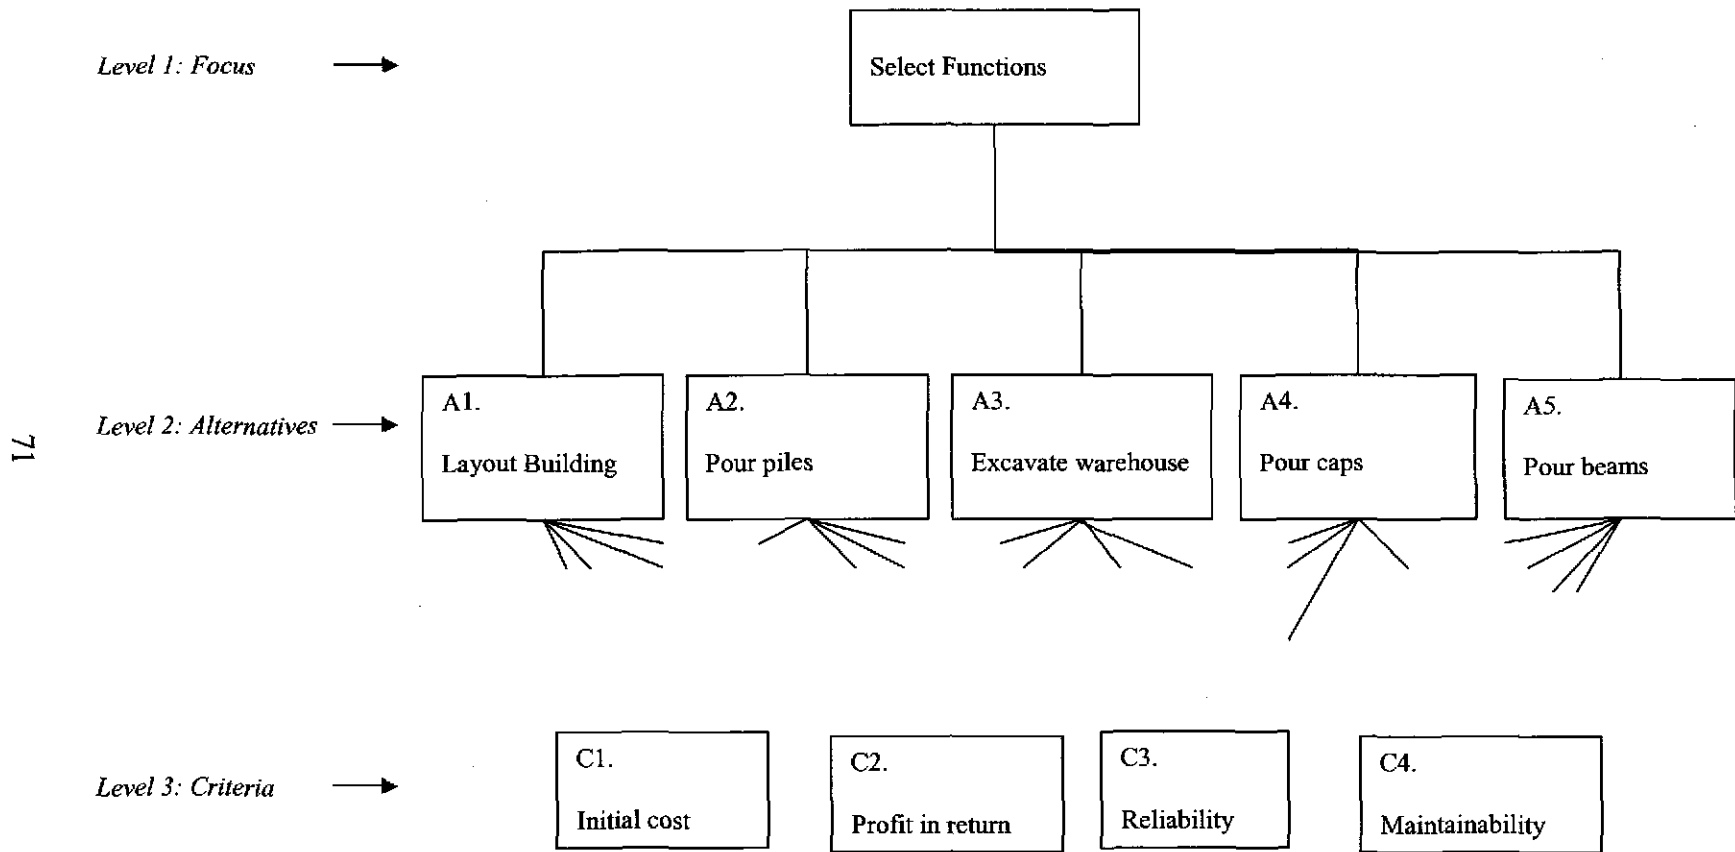 Level 1: Focus
Select Functions
Level 2: Alternatives
A1.
Layout Building
A2.
Pour piles
A3.
Excavate warehouse
A4.
Pour caps
A5.
Pour beams
71
Level 3: Criteria
C1.
Initial cost
C2.
Profit in return
C3.
Reliability
C4.
Maintainability